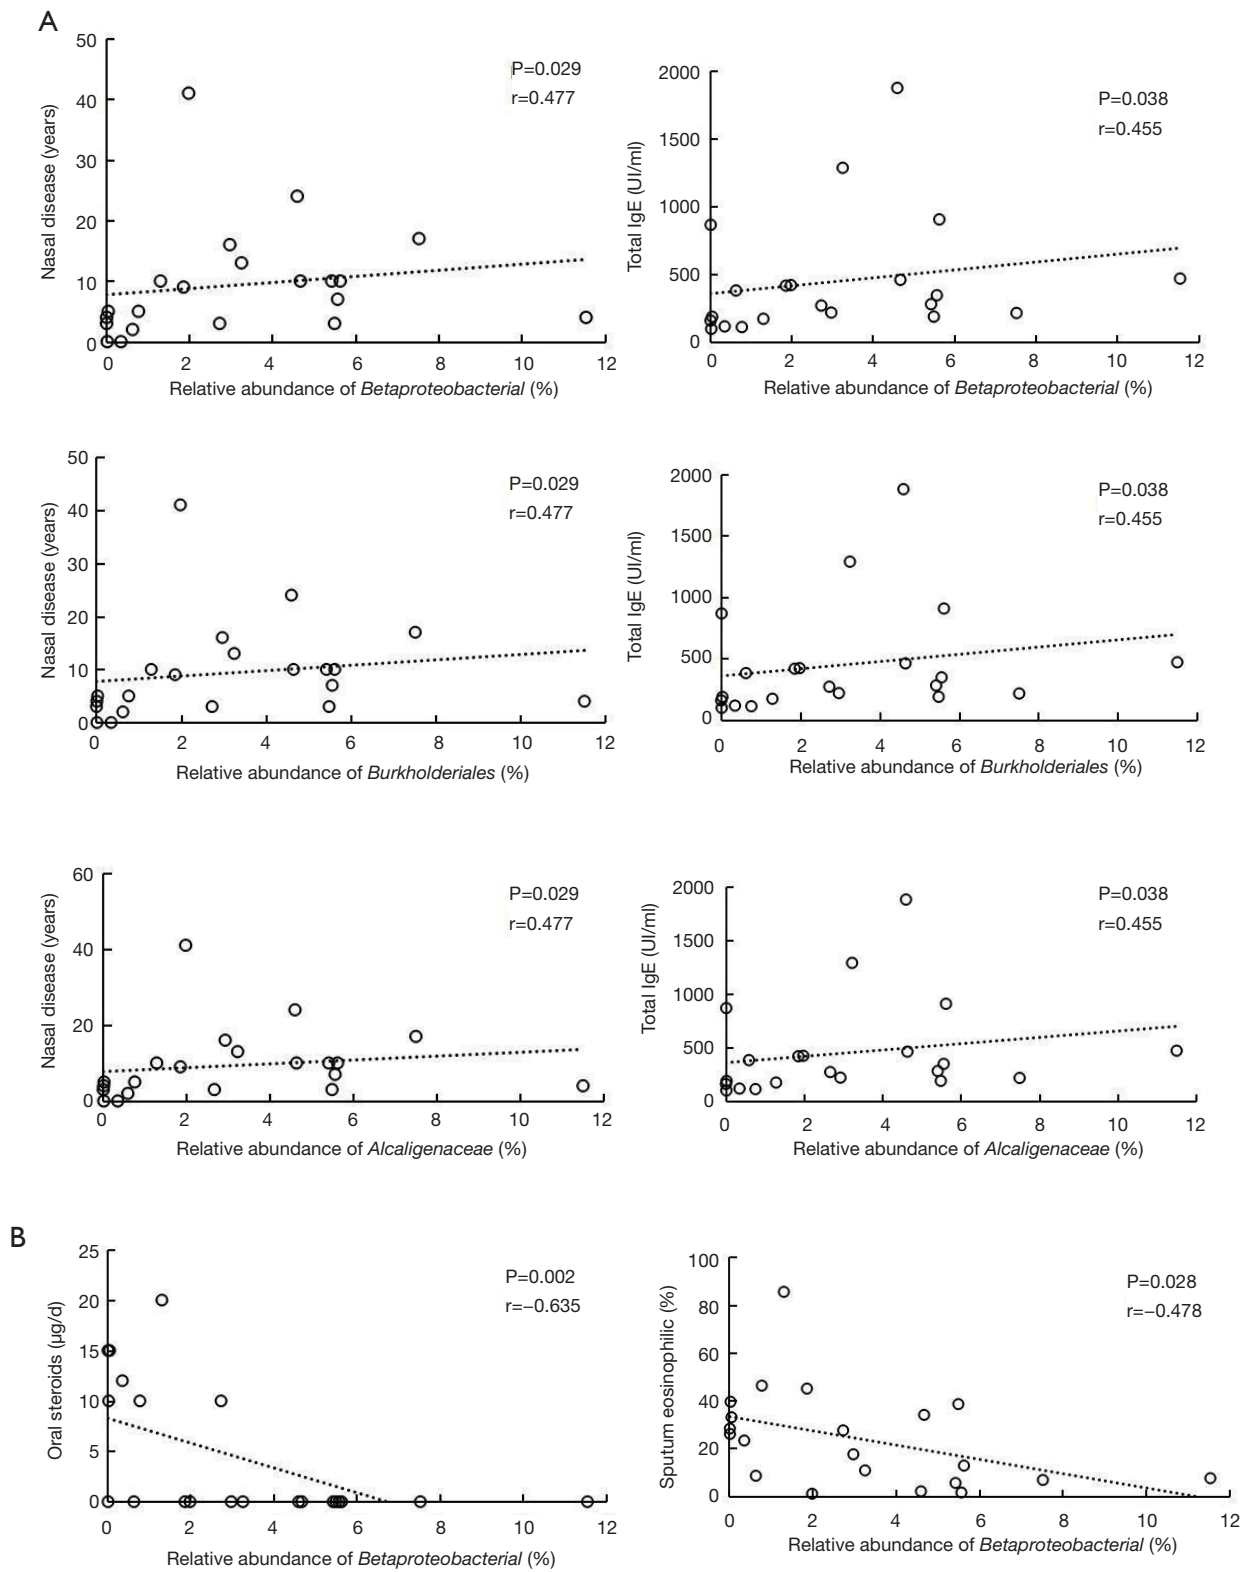 A
50
40
30
20
10
0
Nasal disease (years)
P=0.029
r=0.477
0 2 4 6 8 10 12
Relative abundance of Betaproteobacterial (%)
2000
1500
1000
500
0
Total IgE (UI/ml)
P=0.038
r=0.455
0 2 4 6 8 10 12
Relative abundance of Betaproteobacterial (%)
50
40
30
20
10
0
Nasal disease (years)
P=0.029
r=0.477
0 2 4 6 8 10 12
Relative abundance of Burkholderiales (%)
2000
1500
1000
500
0
Total IgE (UI/ml)
P=0.038
r=0.455
0 2 4 6 8 10 12
Relative abundance of Burkholderiales (%)
60
40
20
0
Nasal disease (years)
P=0.029
r=0.477
0 2 4 6 8 10 12
Relative abundance of Alcaligenaceae (%)
2000
1500
1000
500
0
Total IgE (UI/ml)
P=0.038
r=0.455
0 2 4 6 8 10 12
Relative abundance of Alcaligenaceae (%)
B
25
20
15
10
5
0
Oral steroids (µg/d)
P=0.002
r=−0.635
0 2 4 6 8 10 12
Relative abundance of Betaproteobacterial (%)
100
80
60
40
20
0
Sputum eosinophilic (%)
P=0.028
r=−0.478
0 2 4 6 8 10 12
Relative abundance of Betaproteobacterial (%)